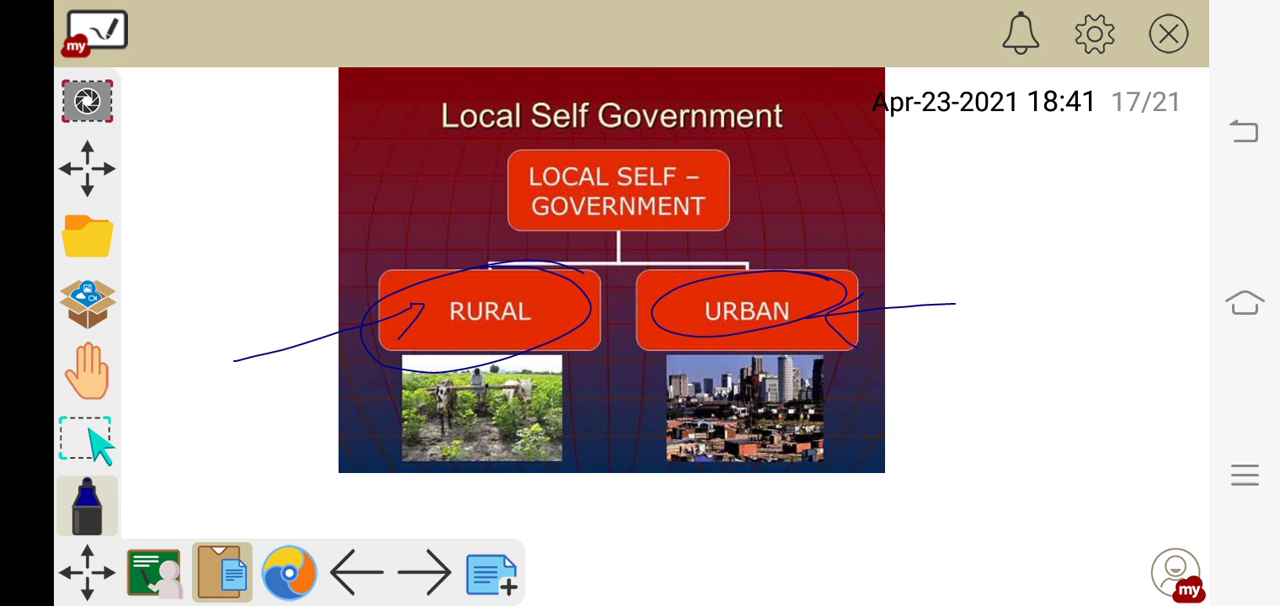 my
Apr-23-2021 18:41 17/21
Local Self Government
LOCAL SELF –
GOVERNMENT
RURAL
URBAN
my